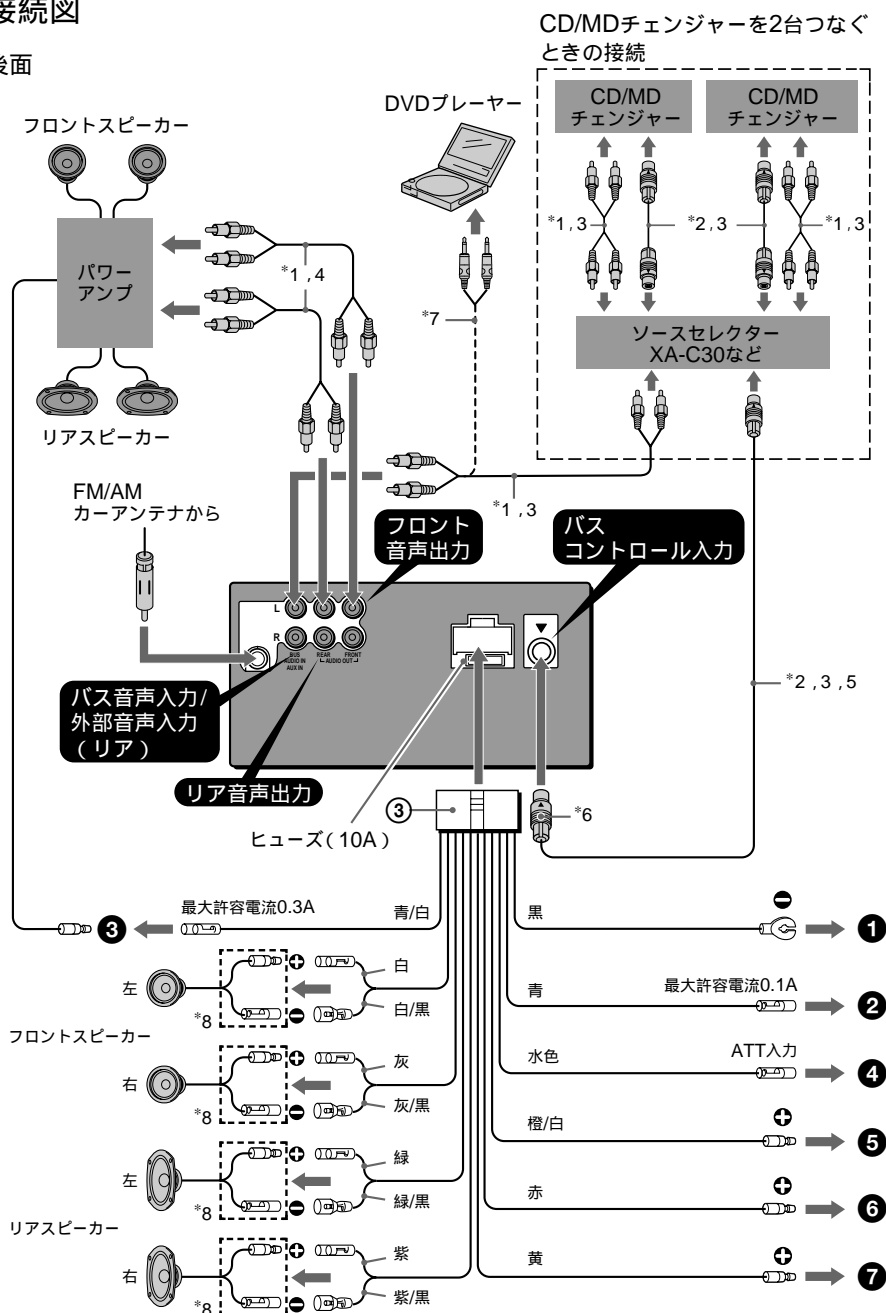 接続図
後面
CD/MDチェンジャーを2台つなぐ
ときの接続
CD/MD
チェンジャー
CD/MD
チェンジャー
DVDプレーヤー
フロントスピーカー
*1,3
*2,3
*1,3
パワー
アンプ
*1,4
*7
ソースセレクター
XA-C30など
リアスピーカー
FM/AM
カーアンテナから
*1,3
フロント
音声出力
バス
コントロール入力
L
R
BUS
AUDIO IN
AUX IN
REAR
FRONT
AUDIO OUT
バス音声入力/
外部音声入力
(リア)
*2,3,5
リア音声出力
③
*6
ヒューズ(10A)
最大許容電流0.3A
青/白
❸
黒
⊖
❶
左
*8
⊕
⊖
白
白/黒
青
最大許容電流0.1A
❷
フロントスピーカー
右
*8
⊕
⊖
灰
灰/黒
水色
ATT入力
❹
橙/白
⊕
❺
左
*8
⊕
⊖
緑
緑/黒
赤
⊕
❻
リアスピーカー
右
*8
⊕
⊖
紫
紫/黒
黄
⊕
❼